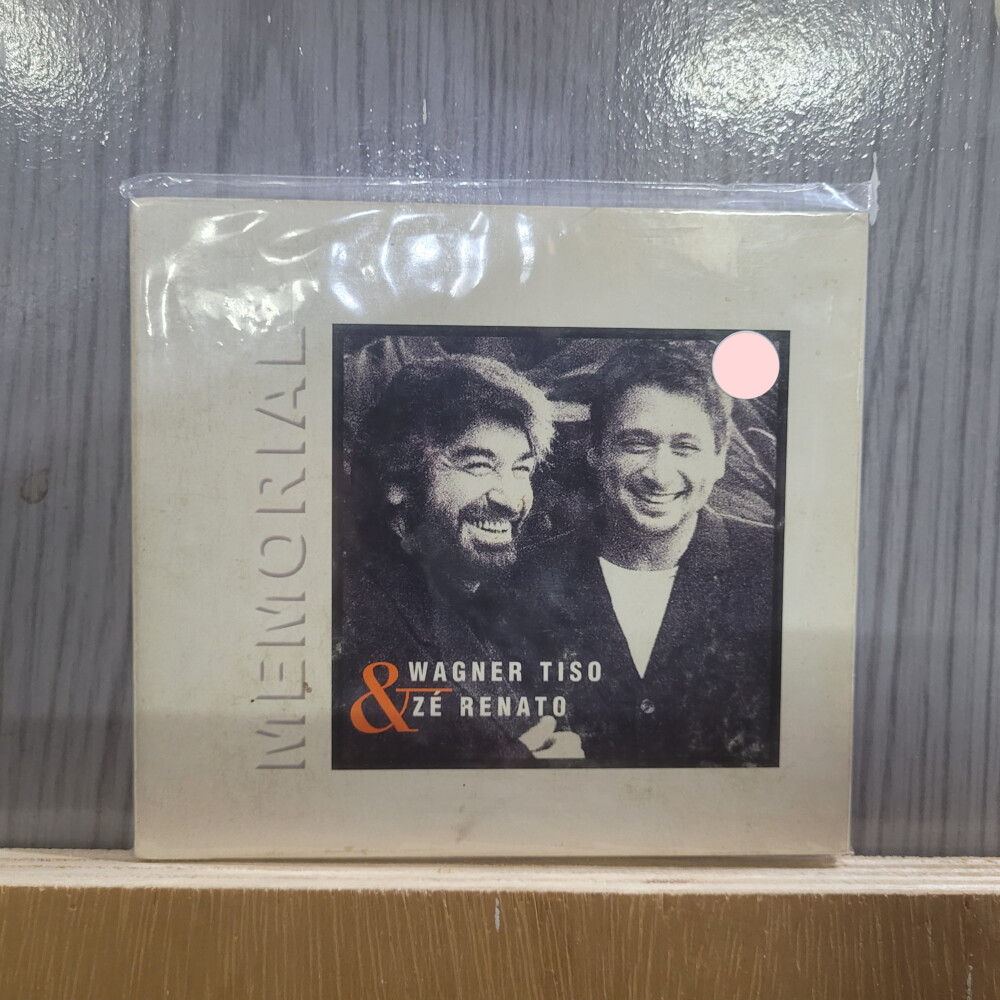 MEMORIAL
WAGNER TISO
& ZÉ RENATO